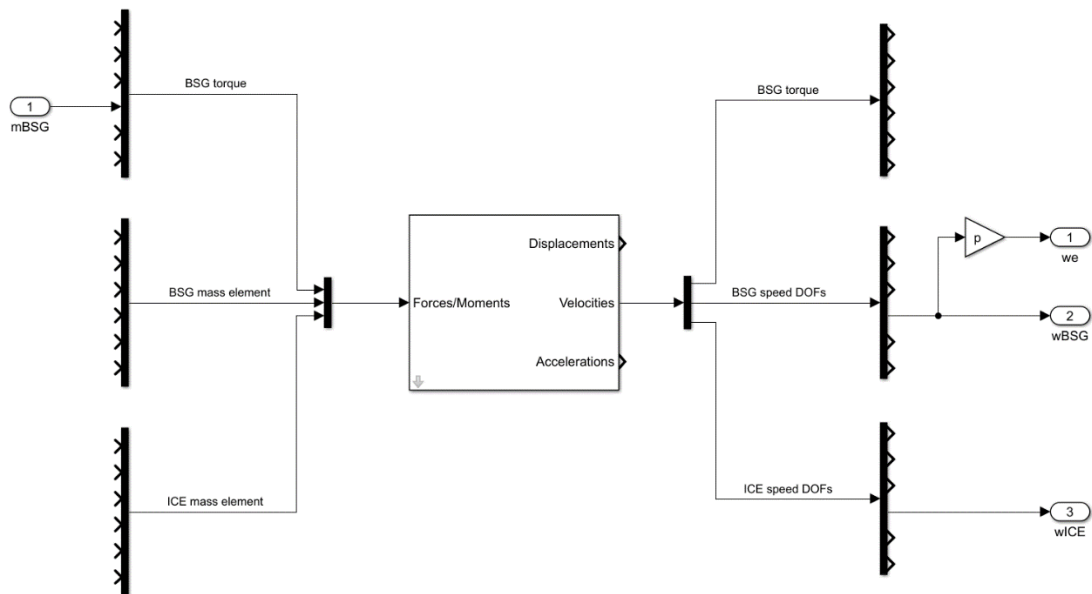 BSG torque
1
mBSG
BSG mass element
ICE mass element
Displacements
Forces/Moments
Velocities
Accelerations
BSG torque
BSG speed DOFs
ICE speed DOFs
p
1
we
2
wBSG
3
wICE